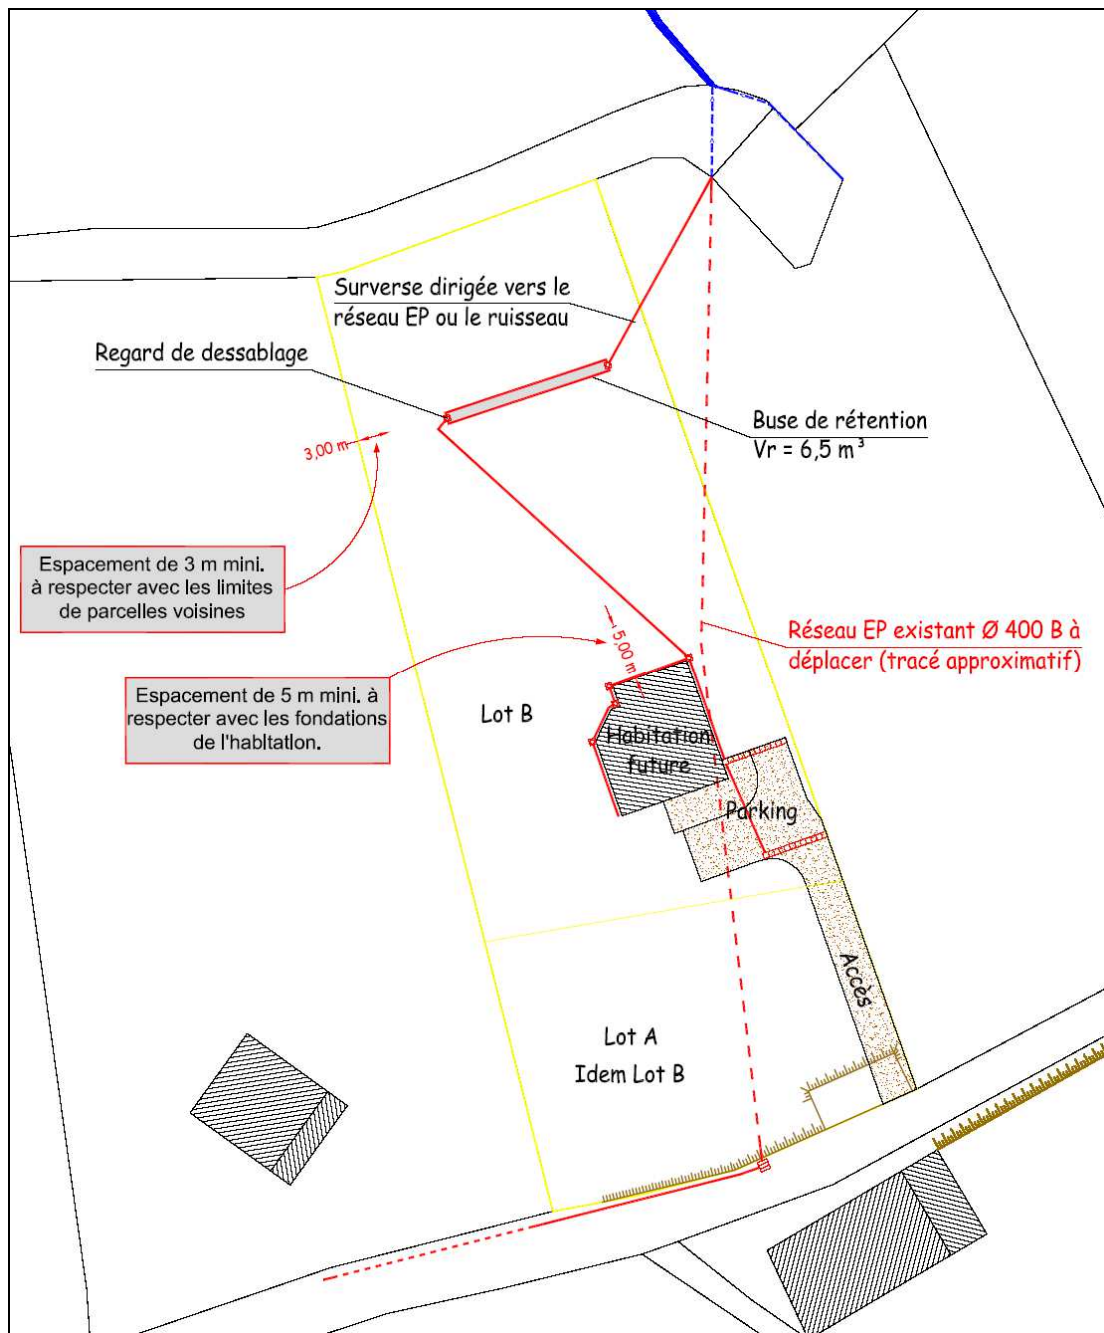 Surverse dirigée vers le
réseau EP ou le ruisseau
Regard de dessablage
Buse de rétention
Vr = 6,5 m³
3,00 m
Espacement de 3 m mini.
à respecter avec les limites
de parcelles voisines
5,00 m
Réseau EP existant Ø 400 B à
déplacer (tracé approximatif)
Espacement de 5 m mini. à
respecter avec les fondations
de l'habitation.
Lot B
Habitation
future
Parking
Accès
Lot A
Idem Lot B